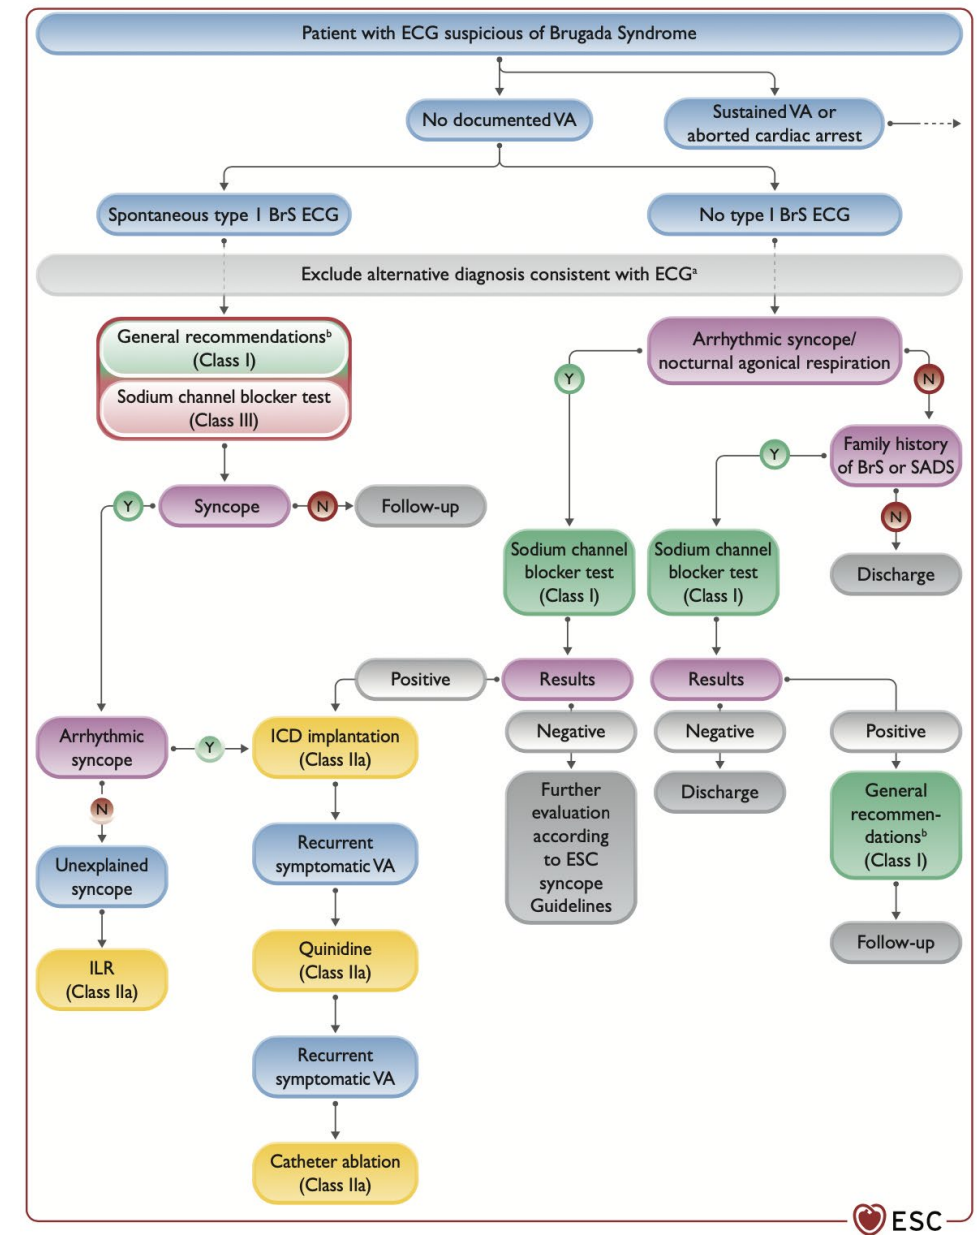 Patient with ECG suspicious of Brugada Syndrome
No documented VA
Sustained VA or
aborted cardiac arrest
Spontaneous type 1 BrS ECG
No type I BrS ECG
Exclude alternative diagnosis consistent with ECGᵃ
General recommendationsᵇ
(Class I)
Sodium channel blocker test
(Class III)
Arrhythmic syncope/
nocturnal agonical respiration
Y
N
Family history
of BrS or SADS
Y
N
Discharge
Y
Syncope
N
Follow-up
Sodium channel
blocker test
(Class I)
Sodium channel
blocker test
(Class I)
Positive
Results
Results
Negative
Negative
Positive
Arrhythmic
syncope
Y
ICD implantation
(Class IIa)
Further
evaluation
according
to ESC
syncope
Guidelines
Discharge
General
recommen-
dationsᵇ
(Class I)
N
Unexplained
syncope
Recurrent
symptomatic VA
Follow-up
ILR
(Class IIa)
Quinidine
(Class IIa)
Recurrent
symptomatic VA
Catheter ablation
(Class IIa)
ESC